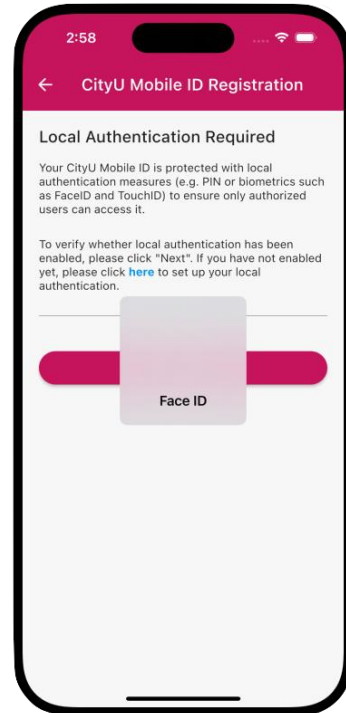 2:58
CityU Mobile ID Registration
Local Authentication Required
Your CityU Mobile ID is protected with local
authentication measures (e.g. PIN or biometrics such
as FaceID and TouchID) to ensure only authorized
users can access it.
To verify whether local authentication has been
enabled, please click "Next". If you have not enabled
yet, please click here to set up your local
authentication.
Face ID